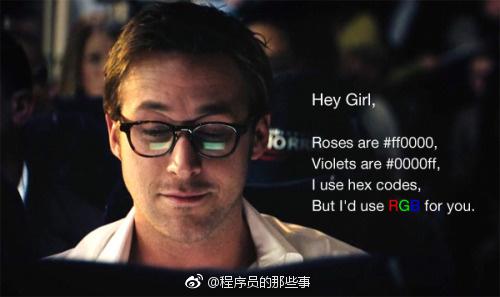 Hey Girl,
Roses are #ff0000,
Violets are #0000ff,
I use hex codes,
But I'd use RGB for you.
@程序员的那些事